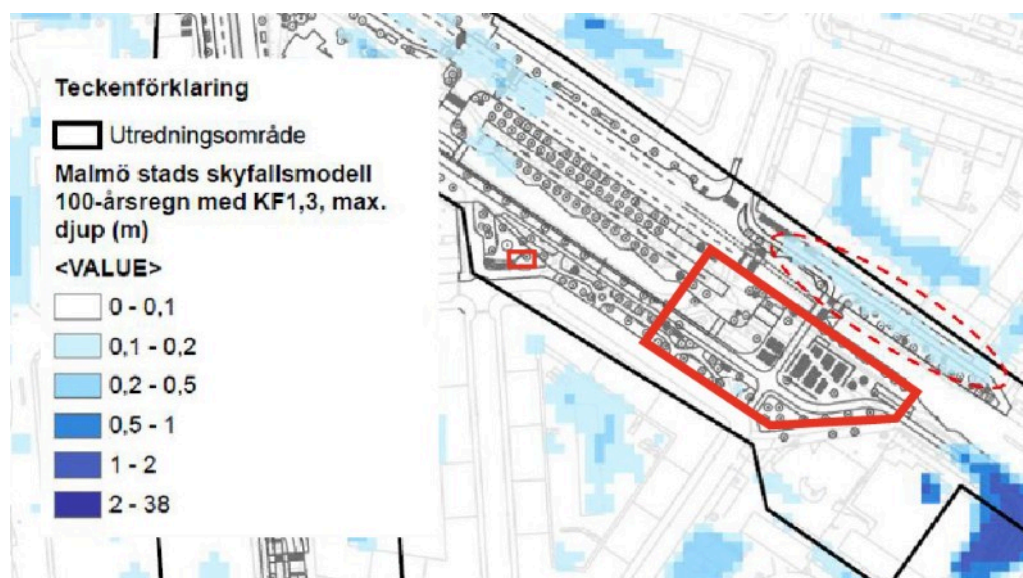 Teckenförklaring
Utredningsområde
Malmö stads skyfallsmodell
100-årsregn med KF1,3, max.
djup (m)
<VALUE>
0 - 0,1
0,1 - 0,2
0,2 - 0,5
0,5 - 1
1 - 2
2 - 38